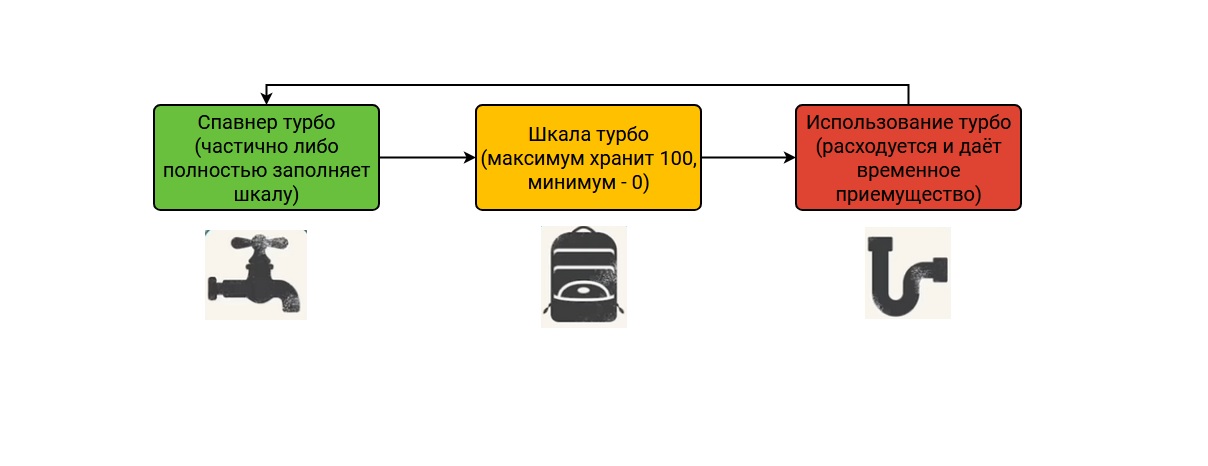 Спавнер турбо
(частично либо
полностью заполняет
шкалу)
Шкала турбо
(максимум хранит 100,
минимум - 0)
Использование турбо
(расходуется и даёт
временное
приемущество)